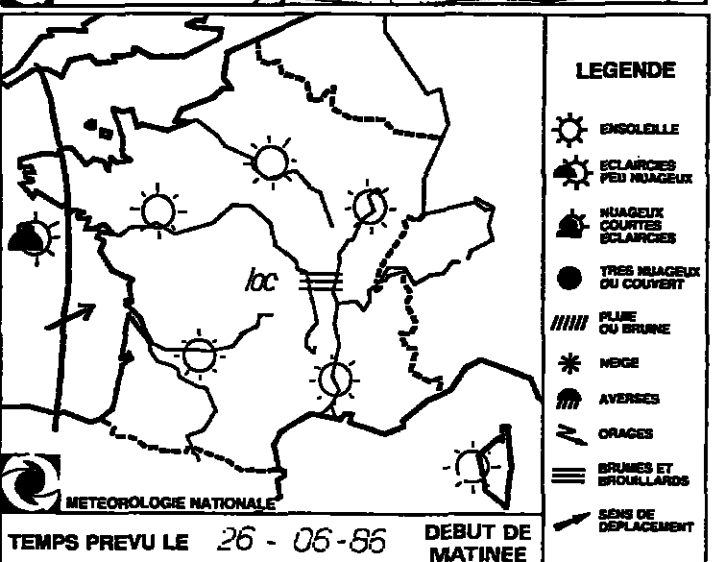 LEGENDE
ENSOLEILLE
ECLAIRCIES
PEU NUAGEUX
NUAGEUX
COURTES
ECLAIRCIES
TRES NUAGEUX
OU COUVERT
PLUIE
OU BRUINE
NEIGE
AVERSES
ORAGES
BRUMES ET
BROUILLARDS
SENS DE
DEPLACEMENT
loc
METEOROLOGIE NATIONALE
TEMPS PREVU LE 26 - 06-86 DEBUT DE
MATINEE